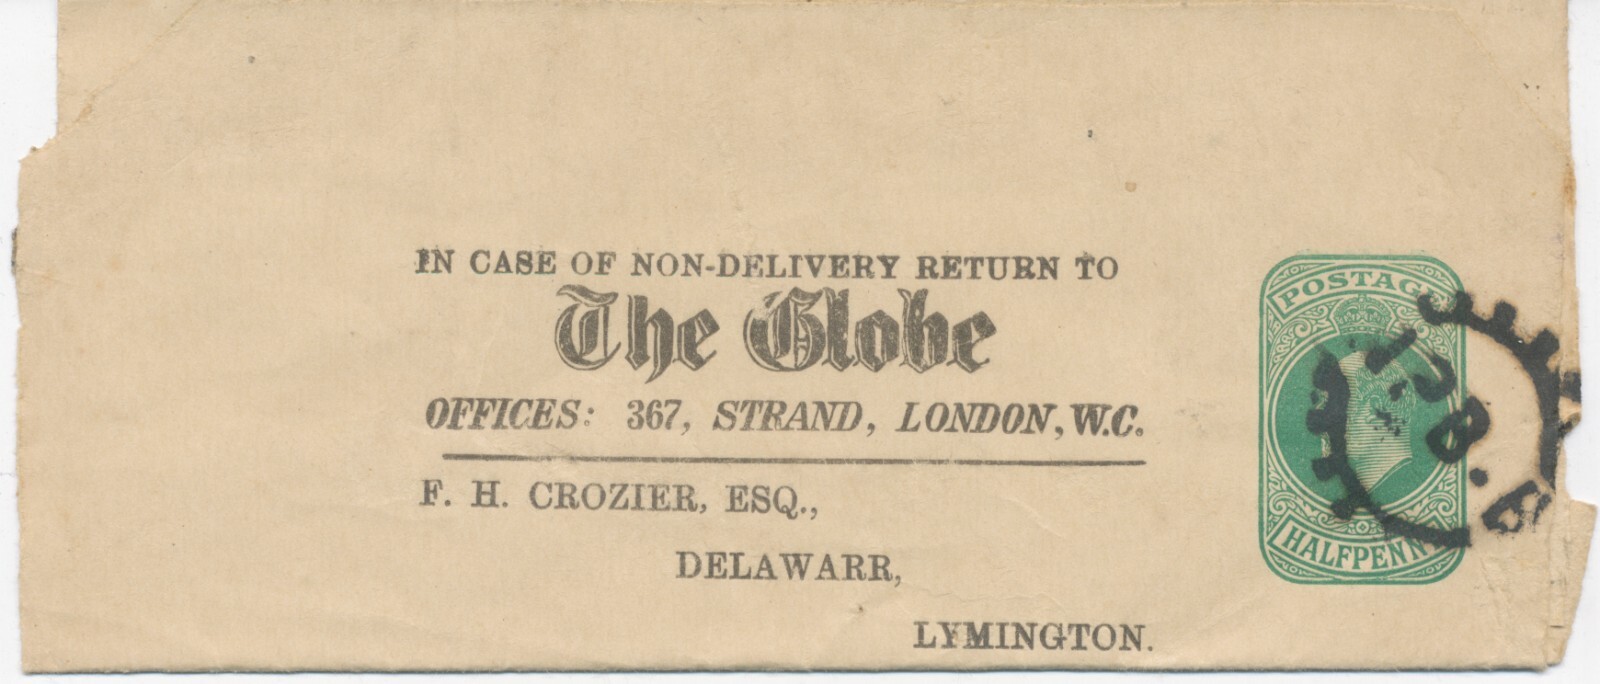 IN CASE OF NON-DELIVERY RETURN TO
The Globe
OFFICES: 367, STRAND, LONDON, W.C.
F. H. CROZIER, ESQ.,
DELAWARR,
LYMINGTON.
POSTAGE
HALFPENNY